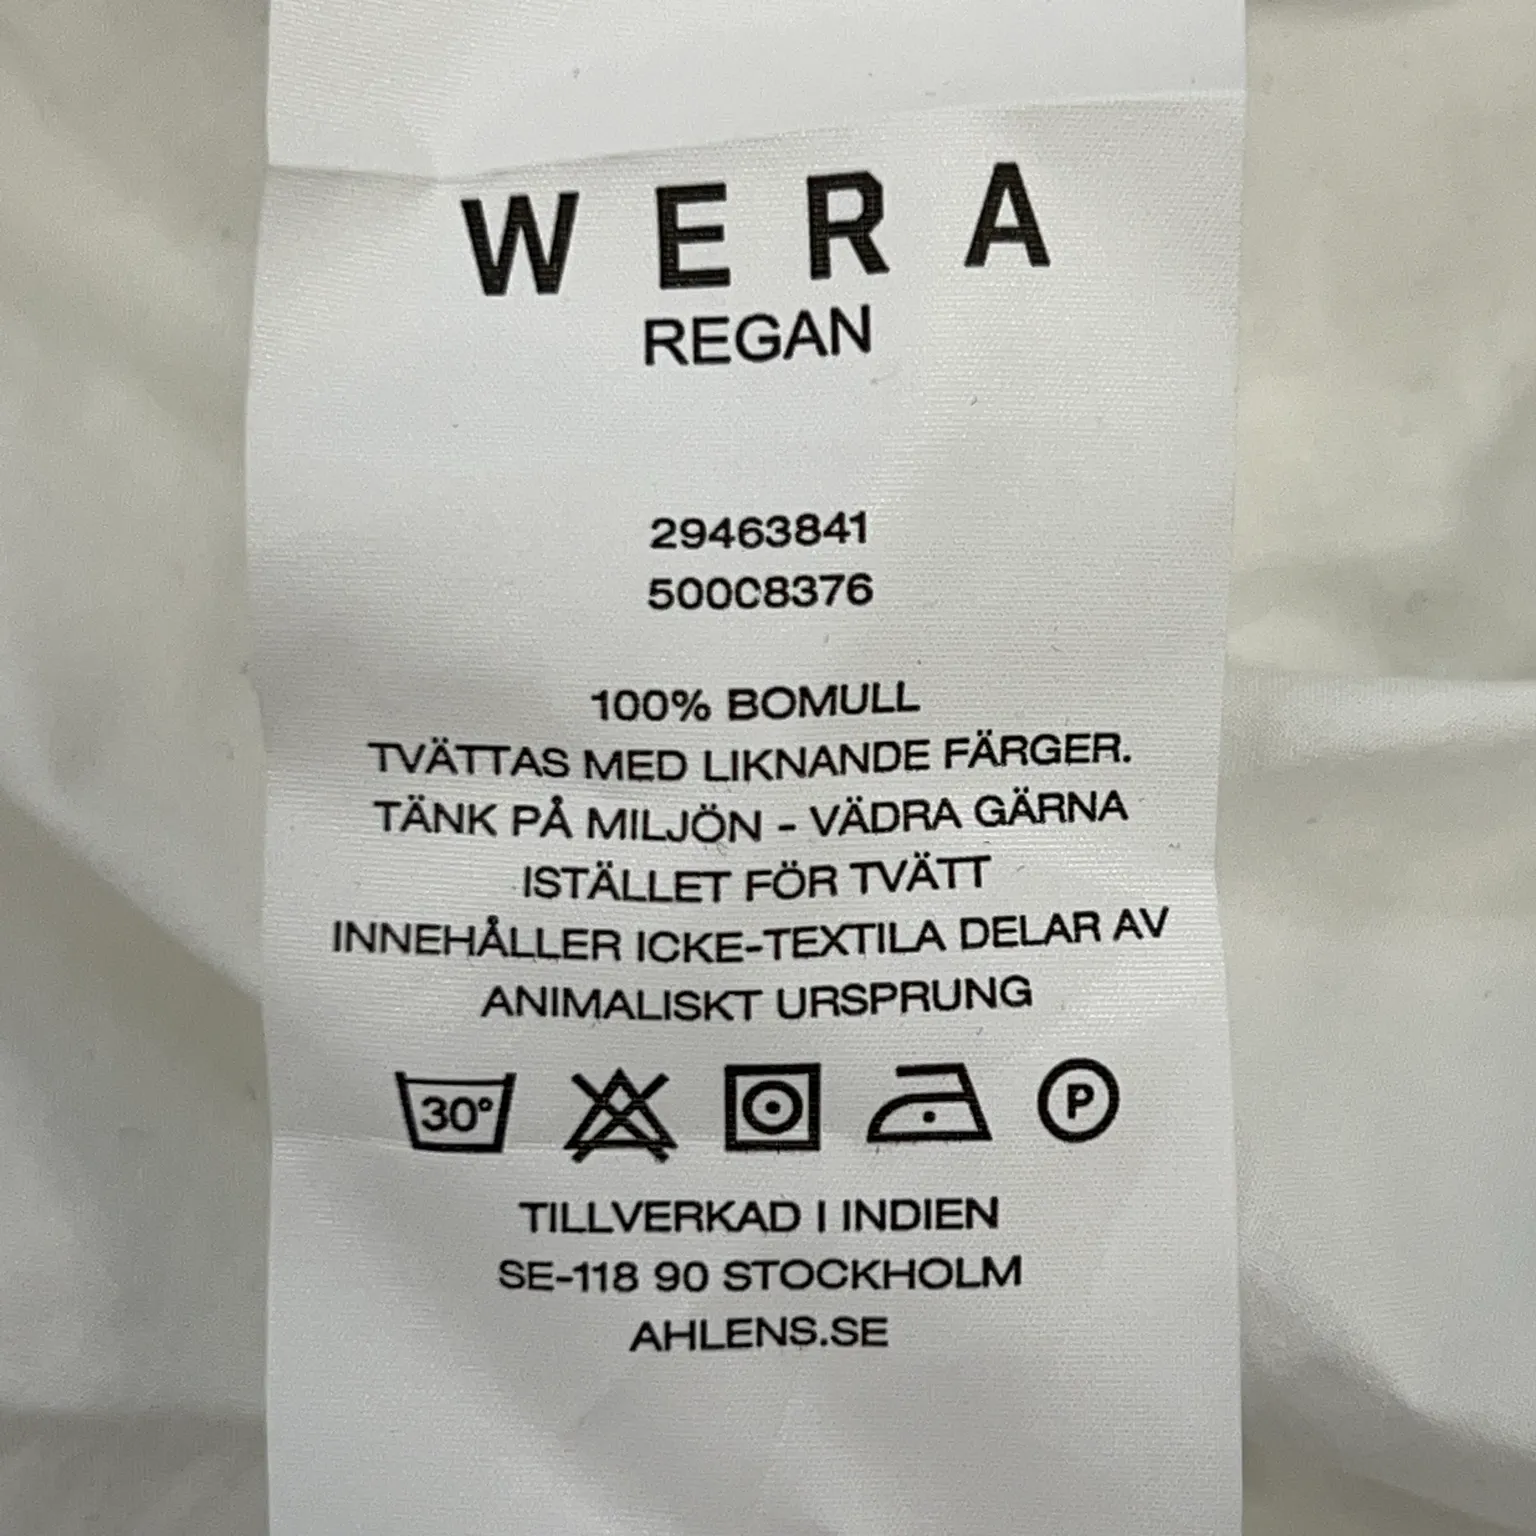 WERA
REGAN
29463841
500C8376
100% BOMULL
TVÄTTAS MED LIKNANDE FÄRGER.
TÄNK PÅ MILJÖN - VÄDRA GÄRNA
ISTÄLLET FÖR TVÄTT
INNEHÅLLER ICKE-TEXTILA DELAR AV
ANIMALISKT URSPRUNG
30° P
TILLVERKAD I INDIEN
SE-118 90 STOCKHOLM
AHLENS.SE